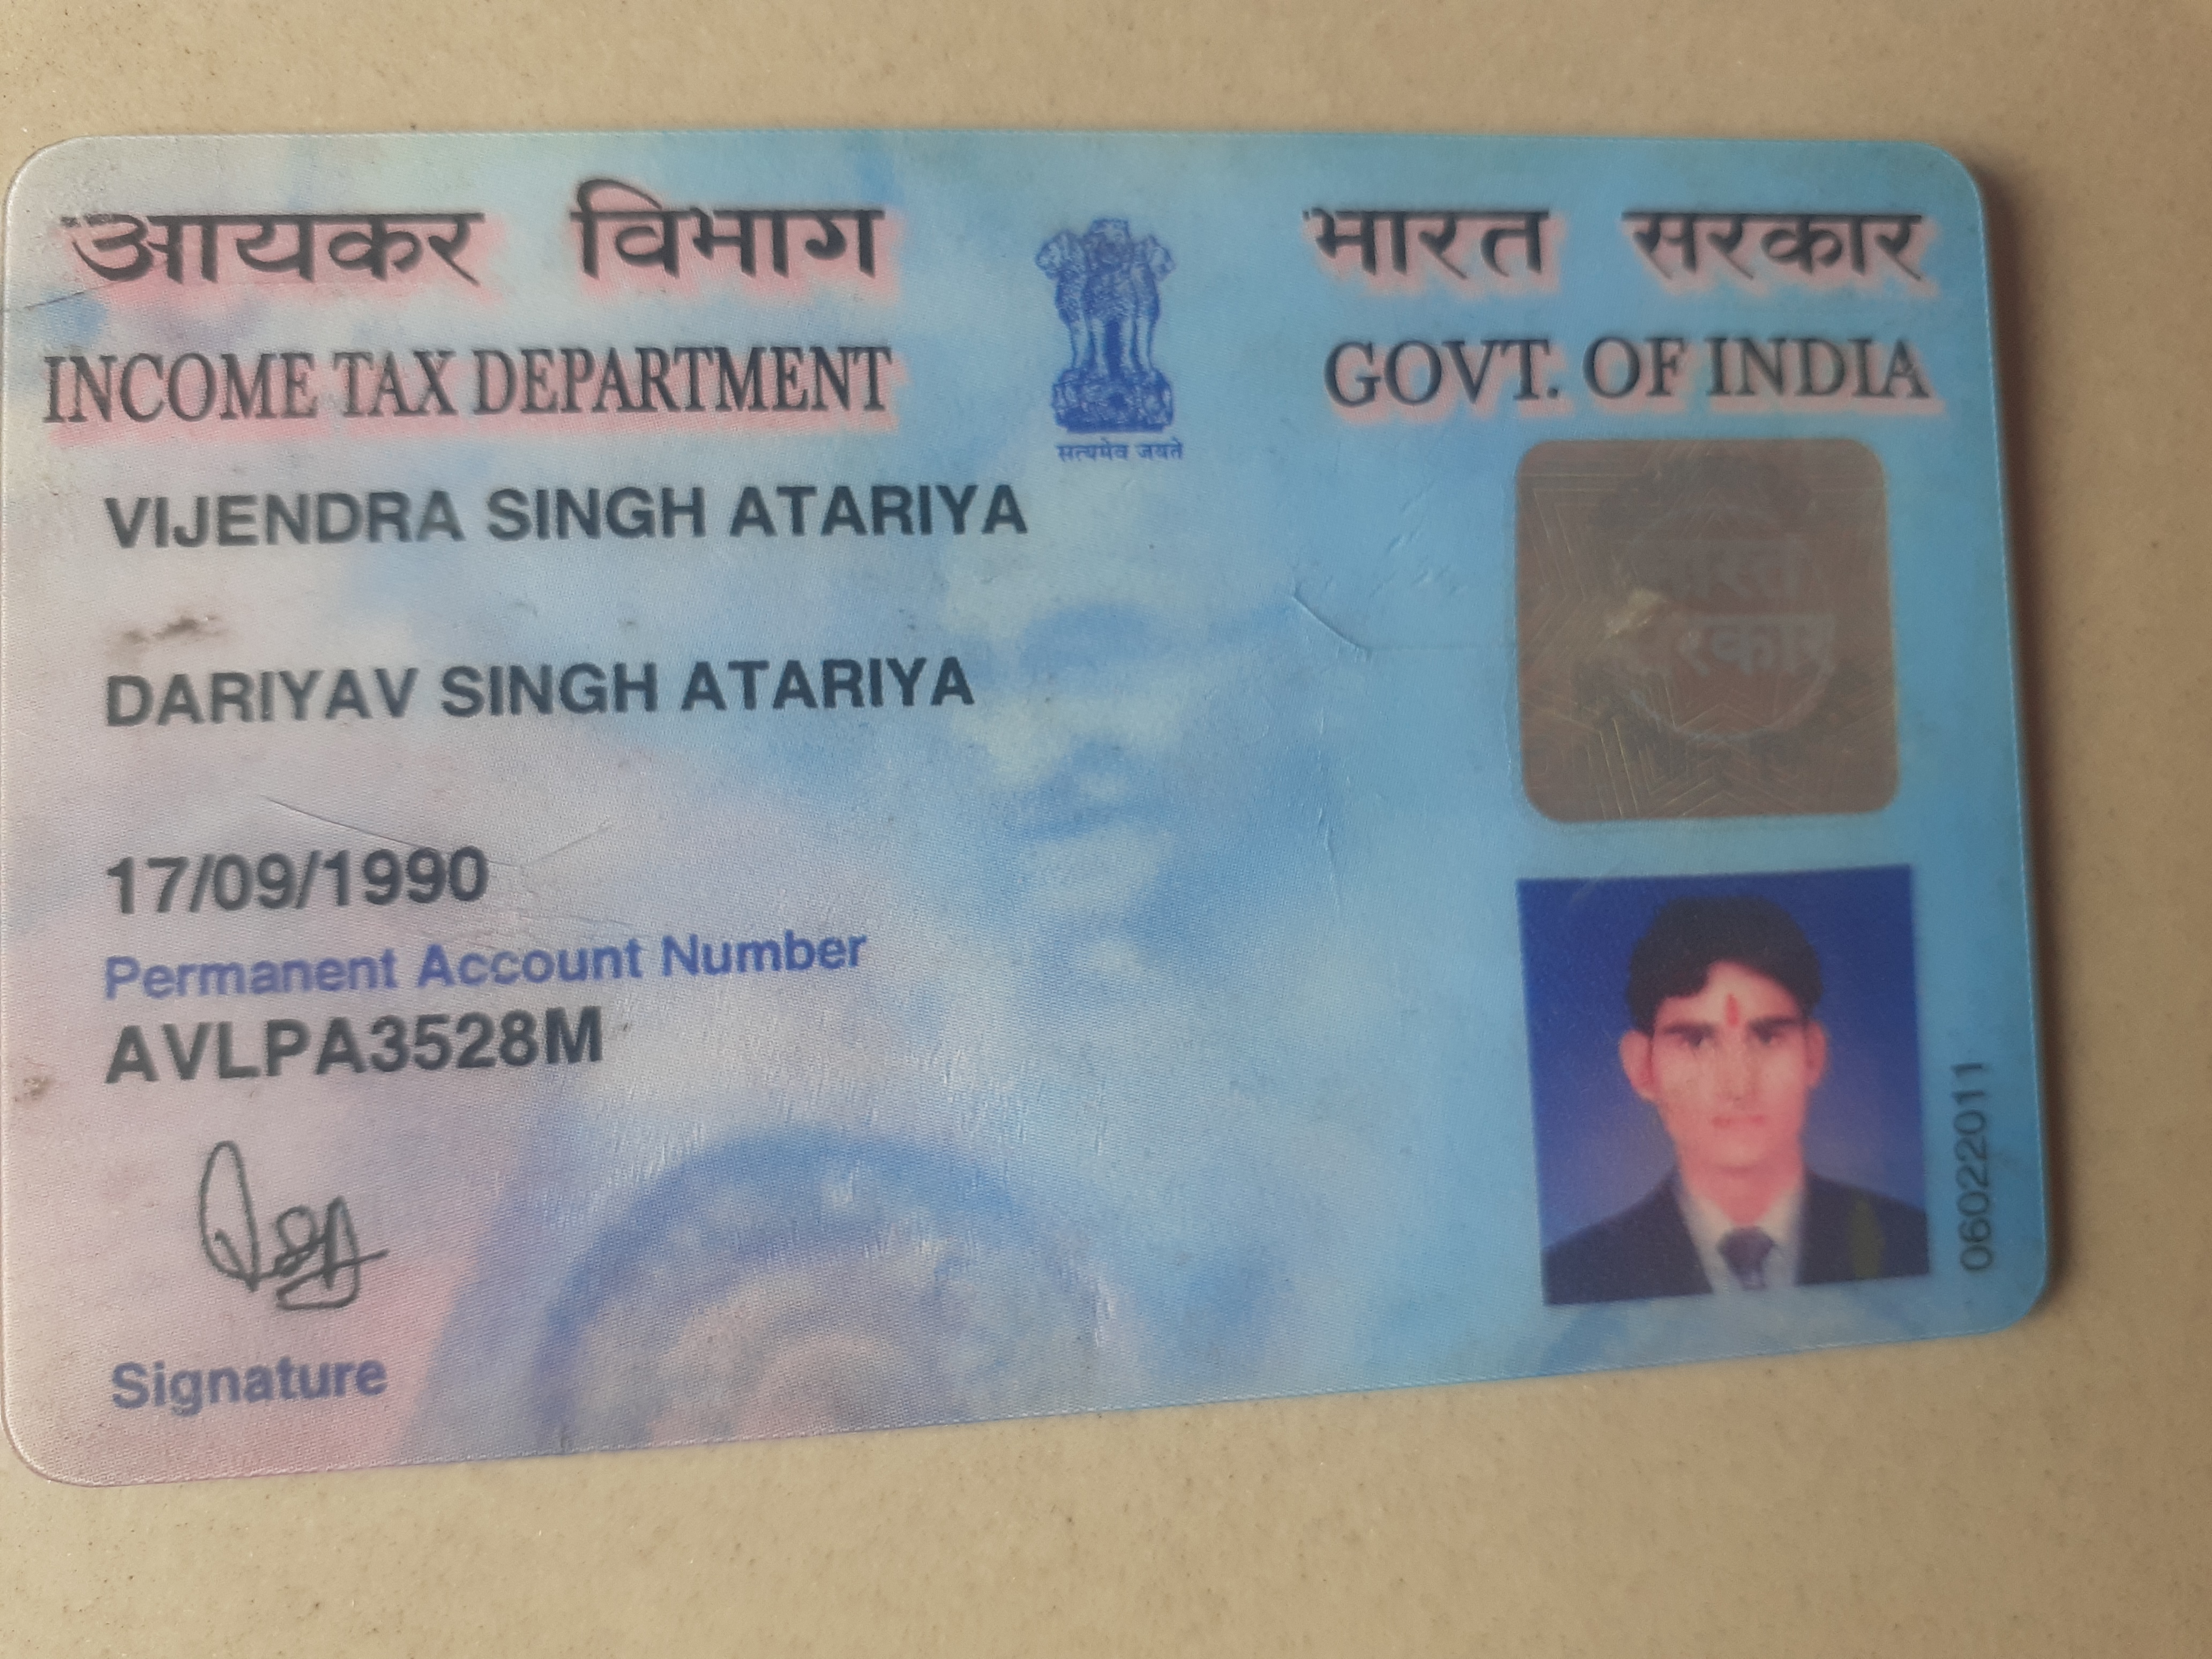 आयकर विभाग
INCOME TAX DEPARTMENT
सत्यमेव जयते
भारत सरकार
GOVT. OF INDIA
VIJENDRA SINGH ATARIYA
DARIYAV SINGH ATARIYA
17/09/1990
Permanent Account Number
AVLPA3528M
Signature
06022011